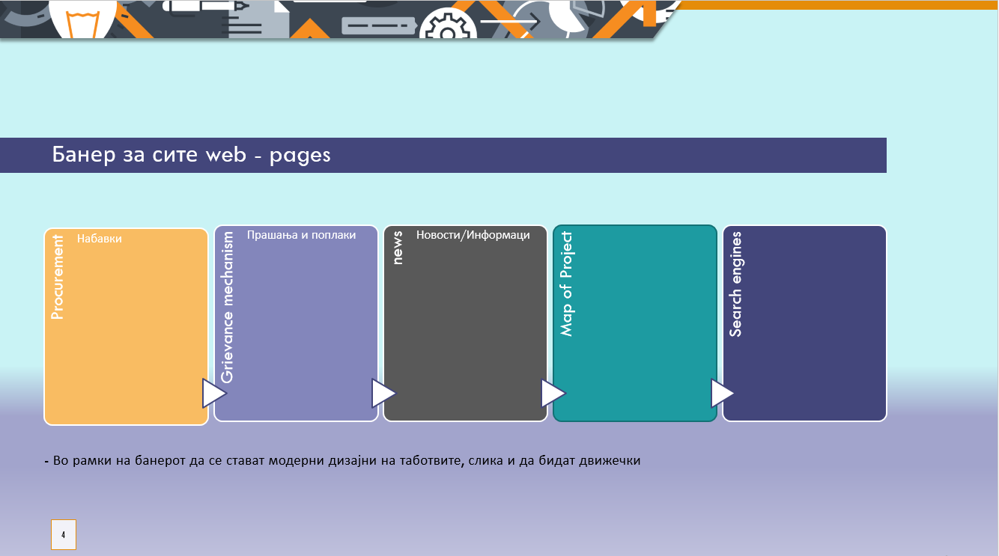 Банер за сите web - pages
Procurement
Набавки
Grievance mechanism
Прашања и поплаки
news
Новости/Информаци
Map of Project
Search engines
- Во рамки на банерот да се стават модерни дизајни на таботвите, слика и да бидат движечки
4